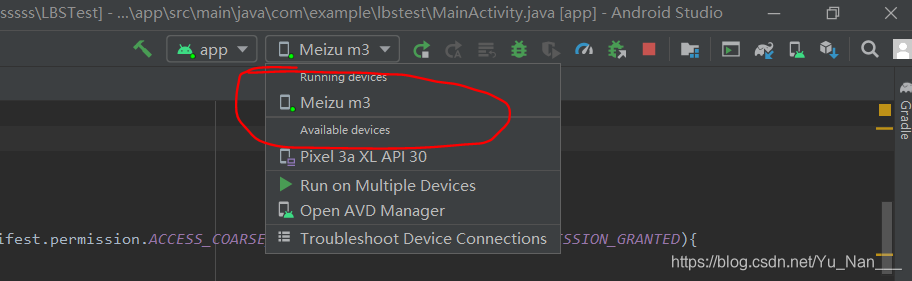 sssss\LBSTest] - ...\app\src\main\java\com\example\lbstest\MainActivity.java [app] - Android Studio
app
Meizu m3
Running devices
Meizu m3
Available devices
Pixel 3a XL API 30
Run on Multiple Devices
Open AVD Manager
Troubleshoot Device Connections
Gradle
ifest.permission.ACCESS_COARSE
SSION_GRANTED){
https://blog.csdn.net/Yu_Nan___